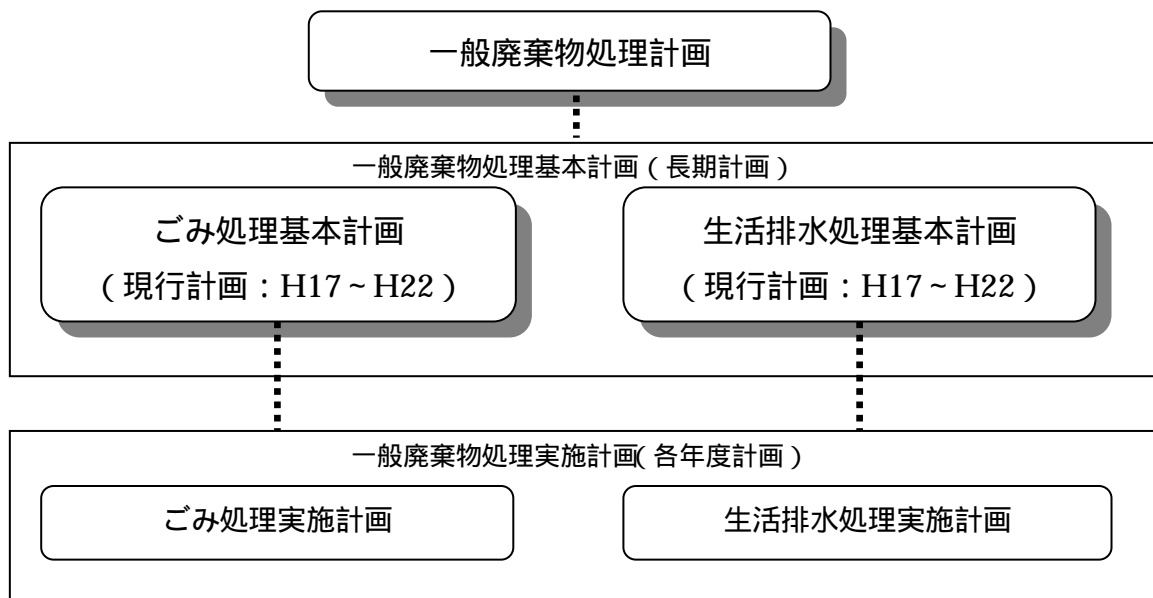 一般廃棄物処理計画
一般廃棄物処理基本計画(長期計画)
ごみ処理基本計画
(現行計画:H17~H22)
生活排水処理基本計画
(現行計画:H17~H22)
一般廃棄物処理実施計画(各年度計画)
ごみ処理実施計画
生活排水処理実施計画